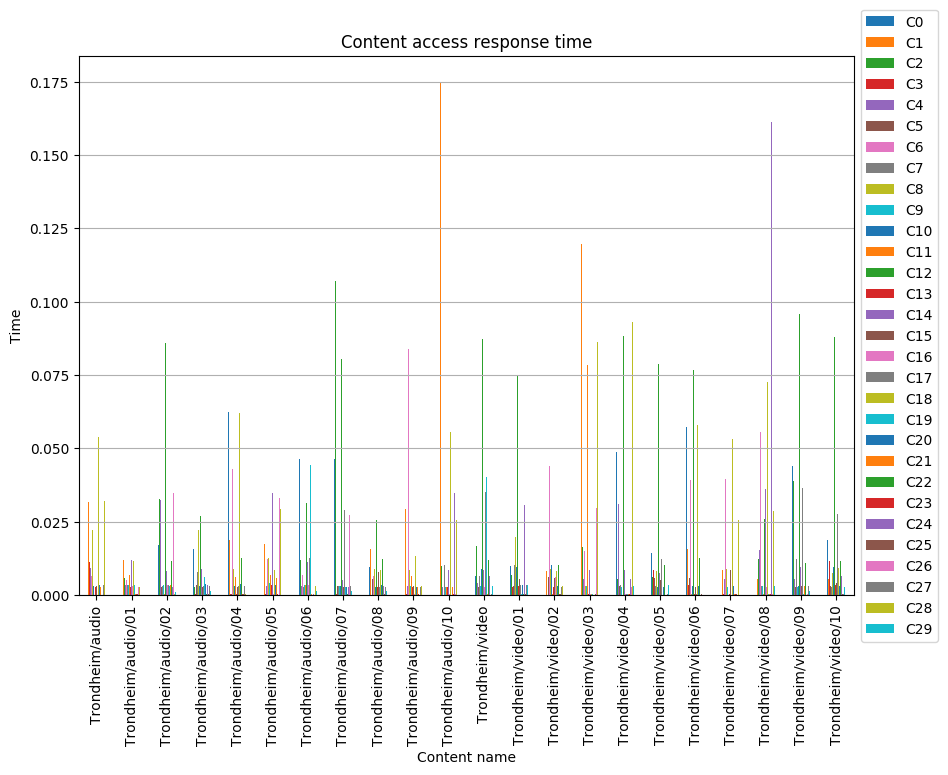 Content access response time
Time
0.175
0.150
0.125
0.100
0.075
0.050
0.025
0.000
Trondheim/audio
Trondheim/audio/01
Trondheim/audio/02
Trondheim/audio/03
Trondheim/audio/04
Trondheim/audio/05
Trondheim/audio/06
Trondheim/audio/07
Trondheim/audio/08
Trondheim/audio/09
Trondheim/audio/10
Trondheim/video
Trondheim/video/01
Trondheim/video/02
Trondheim/video/03
Trondheim/video/04
Trondheim/video/05
Trondheim/video/06
Trondheim/video/07
Trondheim/video/08
Trondheim/video/09
Trondheim/video/10
Content name
C0
C1
C2
C3
C4
C5
C6
C7
C8
C9
C10
C11
C12
C13
C14
C15
C16
C17
C18
C19
C20
C21
C22
C23
C24
C25
C26
C27
C28
C29